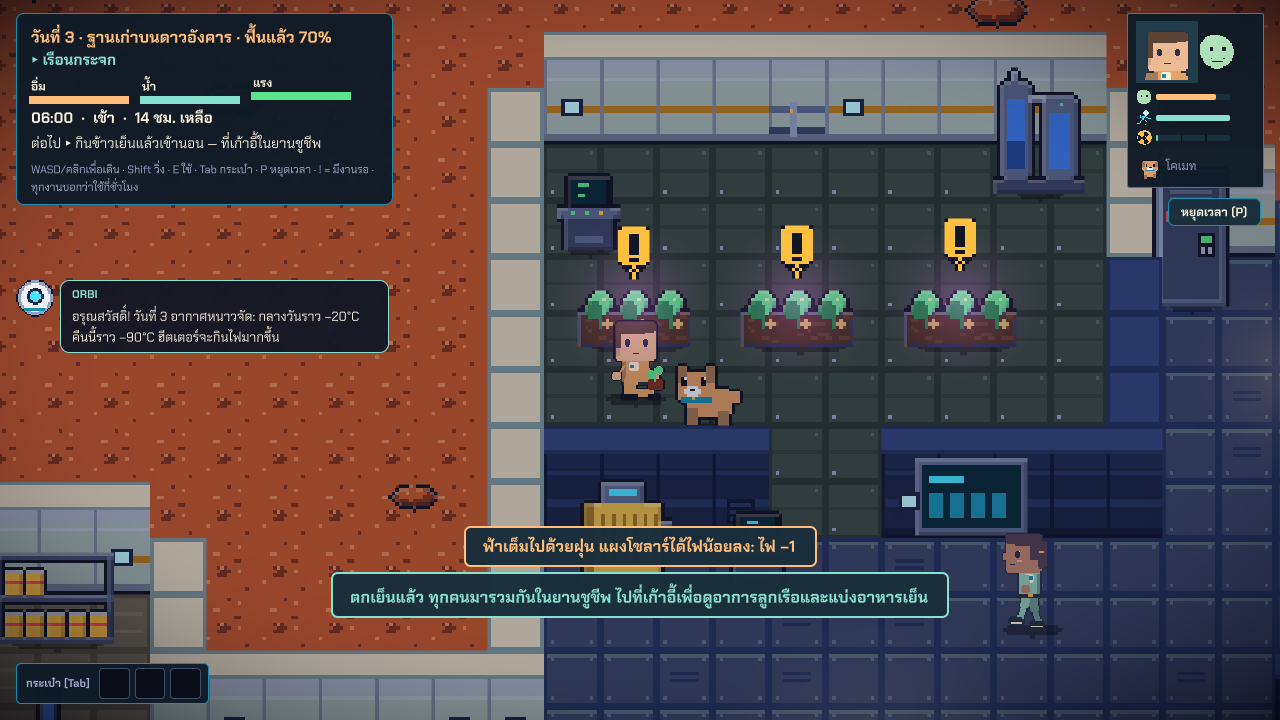 วันที่ 3 · ฐานเก่าบนดาวอังคาร · ฟื้นแล้ว 70%
‣ เรือนกระจก
อิ่ม น้ำ แรง
06:00 · เช้า · 14 ชม. เหลือ
ต่อไป ‣ กินข้าวเย็นแล้วเข้านอน — ที่เก้าอี้ในยานชูชีพ
WASD/คลิกเพื่อเดิน · Shift วิ่ง · E ใช้ · Tab กระเป๋า · P หยุดเวลา · ! = มีงานรอ ·
ทุกงานบอกว่าใช้กี่ชั่วโมง
โคเมท
หยุดเวลา (P)
ORBI
อรุณสวัสดิ์! วันที่ 3 อากาศหนาวจัด: กลางวันราว −20°C
คืนนี้ราว −90°C ฮีตเตอร์จะกินไฟมากขึ้น
ฟ้าเต็มไปด้วยฝุ่น แผงโซลาร์ได้ไฟน้อยลง: ไฟ −1
ตกเย็นแล้ว ทุกคนมารวมกันในยานชูชีพ ไปที่เก้าอี้เพื่อดูอาการลูกเรือและแบ่งอาหารเย็น
กระเป๋า [Tab]